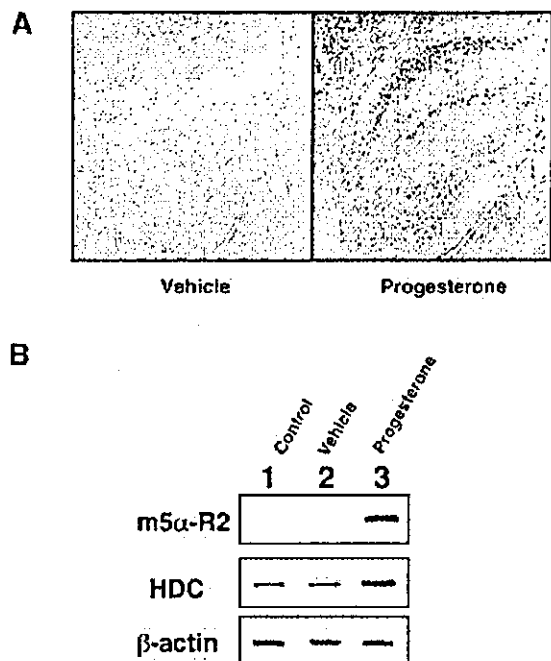 A
Vehicle Progesterone
B
Control Vehicle Progesterone
1 2 3
m5α-R2
HDC
β-actin